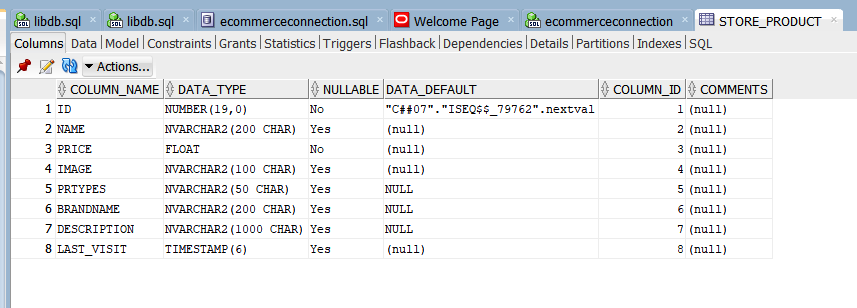 libdb.sql libdb.sql ecommerceconnection.sql Welcome Page ecommerceconnection STORE_PRODUCT
Columns Data Model Constraints Grants Statistics Triggers Flashback Dependencies Details Partitions Indexes SQL
Actions...
COLUMN_NAME DATA_TYPE NULLABLE DATA_DEFAULT COLUMN_ID COMMENTS
1 ID NUMBER(19,0) No "C##07"."ISEQ$$_79762".nextval 1 (null)
2 NAME NVARCHAR2(200 CHAR) Yes (null) 2 (null)
3 PRICE FLOAT No (null) 3 (null)
4 IMAGE NVARCHAR2(100 CHAR) Yes (null) 4 (null)
5 PRTYPES NVARCHAR2(50 CHAR) Yes NULL 5 (null)
6 BRANDNAME NVARCHAR2(200 CHAR) Yes NULL 6 (null)
7 DESCRIPTION NVARCHAR2(1000 CHAR) Yes NULL 7 (null)
8 LAST_VISIT TIMESTAMP(6) Yes (null) 8 (null)